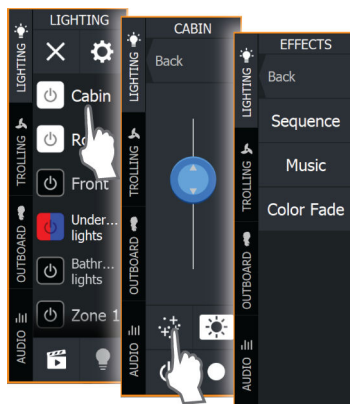 LIGHTING
LIGHTING
TROLLING
OUTBOARD
AUDIO
Cabin
Ro
Front
Under...
lights
Bathr...
lights
Zone 1
CABIN
LIGHTING
TROLLING
OUTBOARD
AUDIO
Back
EFFECTS
LIGHTING
TROLLING
OUTBOARD
AUDIO
Back
Sequence
Music
Color Fade